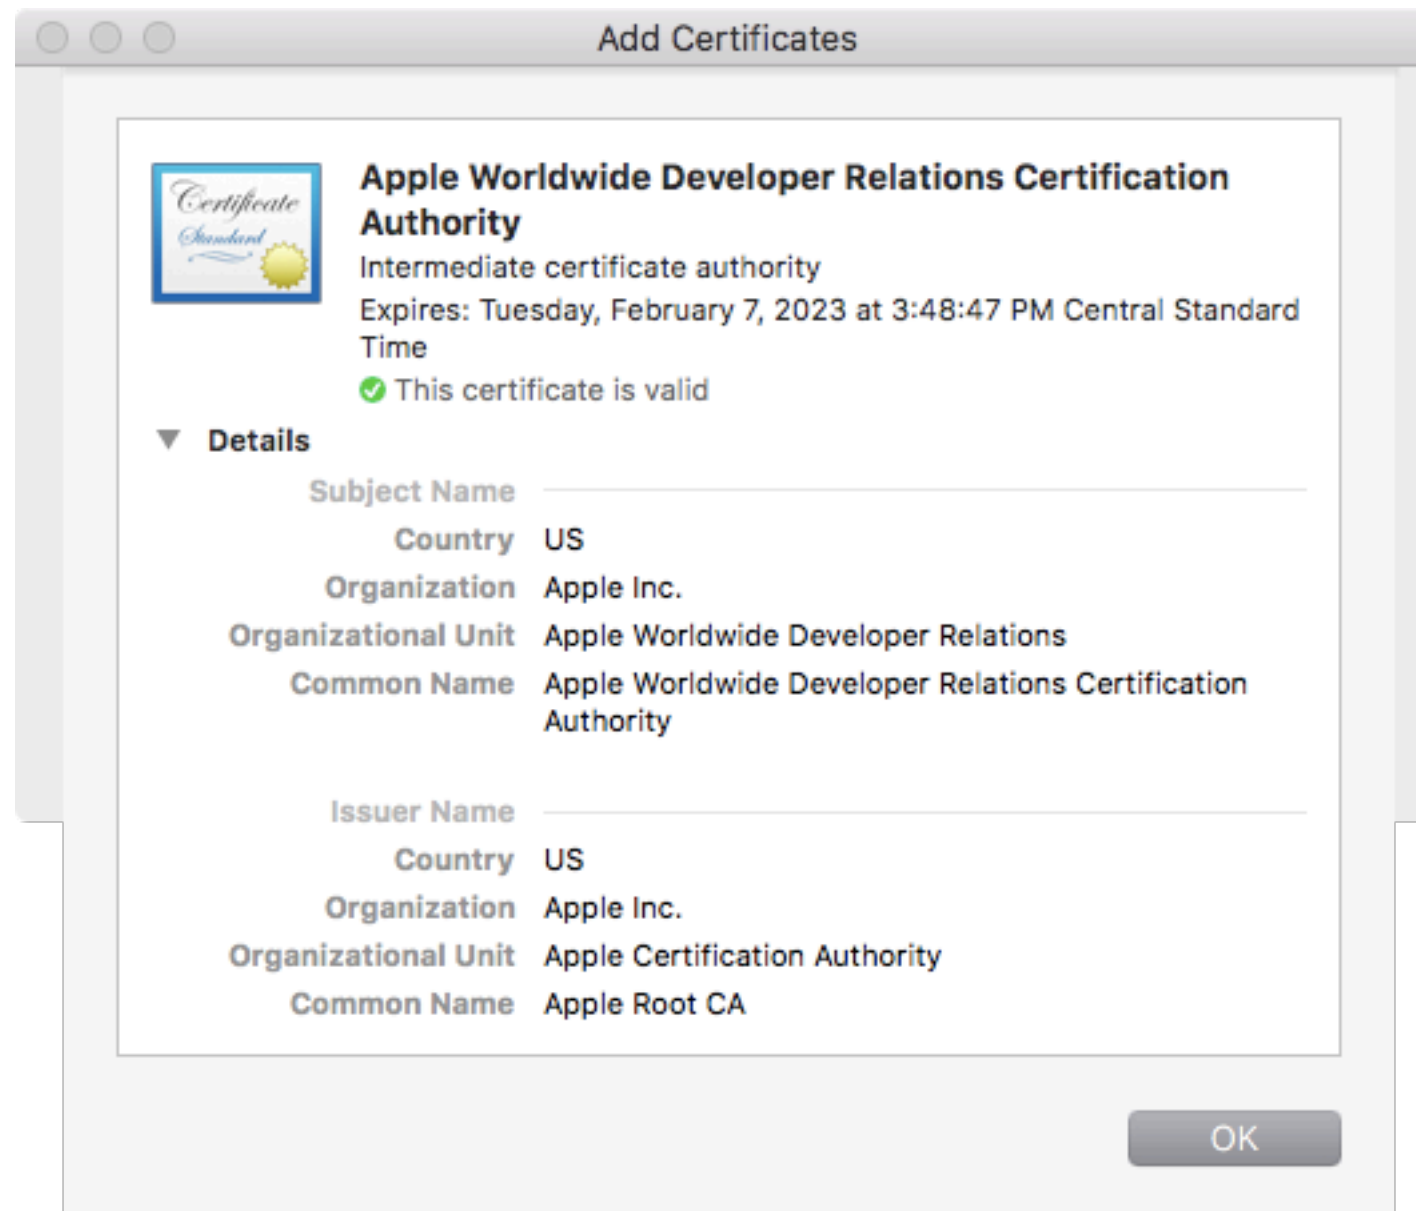 Add Certificates
Certificate
Standard
Apple Worldwide Developer Relations Certification
Authority
Intermediate certificate authority
Expires: Tuesday, February 7, 2023 at 3:48:47 PM Central Standard
Time
This certificate is valid
Details
Subject Name
Country US
Organization Apple Inc.
Organizational Unit Apple Worldwide Developer Relations
Common Name Apple Worldwide Developer Relations Certification
Authority
Issuer Name
Country US
Organization Apple Inc.
Organizational Unit Apple Certification Authority
Common Name Apple Root CA
OK